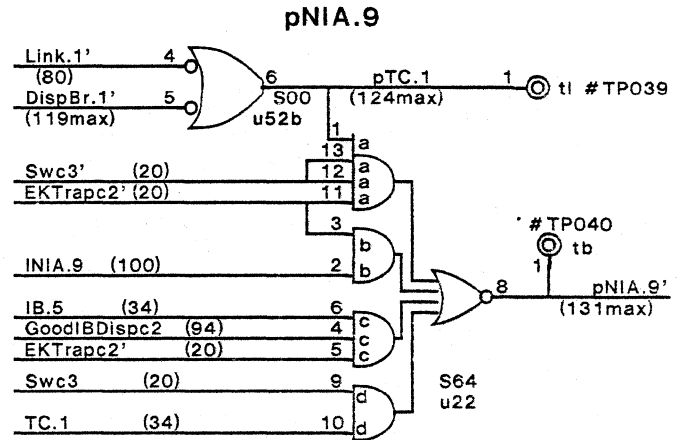 pNIA.9
Link.1' 4
(80)
6 pTC.1 1 tl #TP039
DispBr.1' 5 S00 (124max)
(119max) u52b
1
a
13
Swc3' (20) 12 a
a
EKTrapc2' (20) 11 a
3 b
INIA.9 (100) 2 b
'#TP040
tb
1
8 pNIA.9'
(131max)
IB.5 (34) 6 c
GoodIBDispc2 (94) 4 c
EKTrapc2' (20) 5 c
Swc3 (20) 9 d
S64
u22
TC.1 (34) 10 d